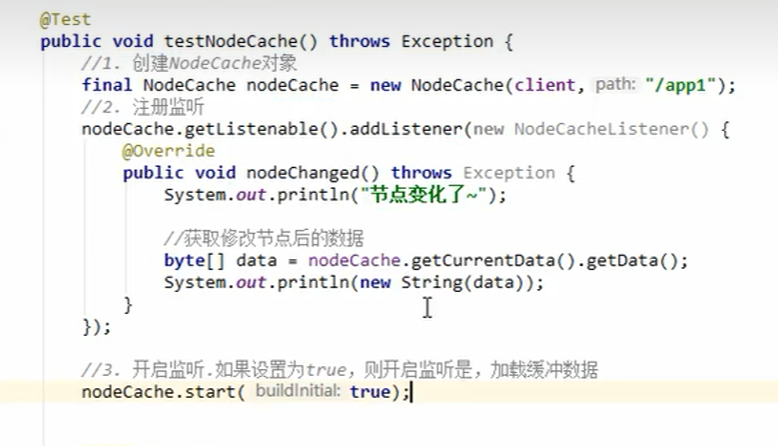 @Test
public void testNodeCache() throws Exception {
//1. 创建NodeCache对象
final NodeCache nodeCache = new NodeCache(client, path: "/app1");
//2. 注册监听
nodeCache.getListenable().addListener(new NodeCacheListener() {
@Override
public void nodeChanged() throws Exception {
System.out.println("节点变化了~");
//获取修改节点后的数据
byte[] data = nodeCache.getCurrentData().getData();
System.out.println(new String(data));
}
});
//3. 开启监听.如果设置为true，则开启监听是，加载缓冲数据
nodeCache.start( buildInitial: true);